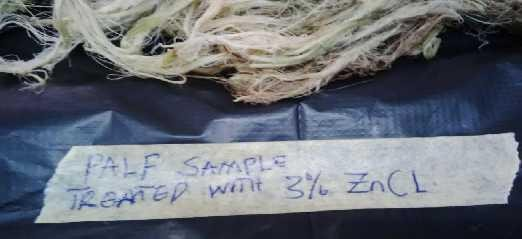 PALF SAMPLE
TREATED WITH 3% ZnCL.